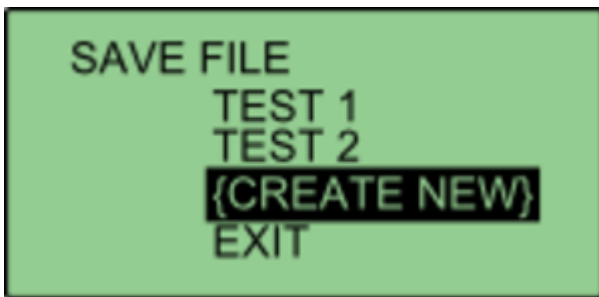 SAVE FILE
TEST 1
TEST 2
{CREATE NEW}
EXIT